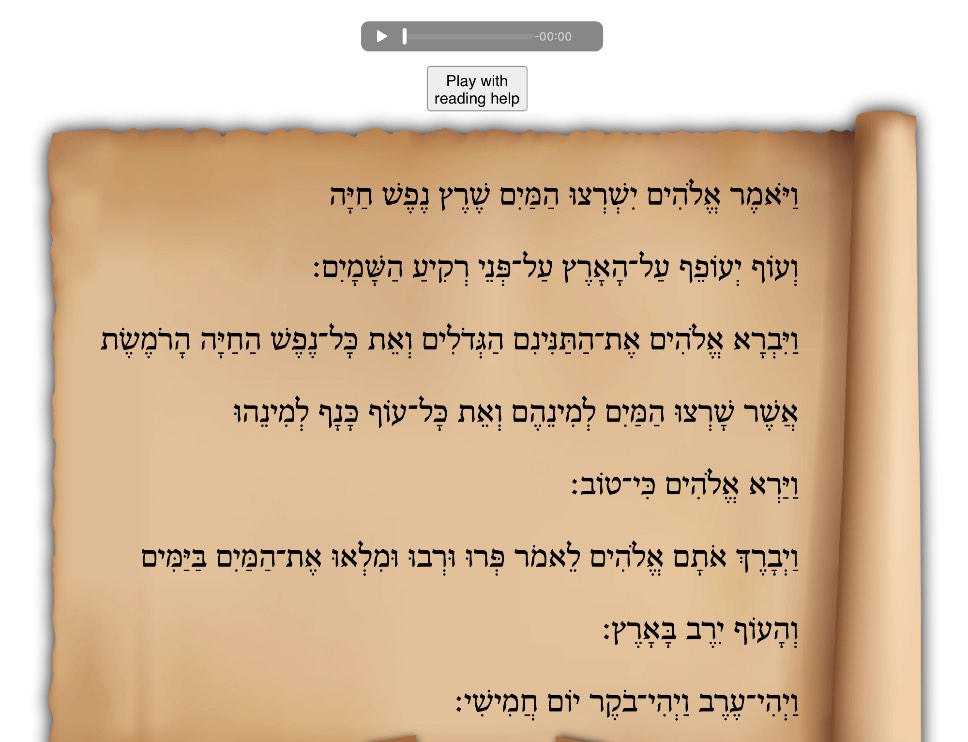 -00:00
Play with
reading help
וַיֹּאמֶר אֱלֹהִים יִשְׁרְצוּ הַמַּיִם שֶׁרֶץ נֶפֶשׁ חַיָּה
וְעוֹף יְעוֹפֵף עַל־הָאָרֶץ עַל־פְּנֵי רְקִיעַ הַשָּׁמָיִם׃
וַיִּבְרָא אֱלֹהִים אֶת־הַתַּנִּינִם הַגְּדֹלִים וְאֵת כָּל־נֶפֶשׁ הַחַיָּה הָרֹמֶשֶׂת
אֲשֶׁר שָׁרְצוּ הַמַּיִם לְמִינֵהֶם וְאֵת כָּל־עוֹף כָּנָף לְמִינֵהוּ
וַיַּרְא אֱלֹהִים כִּי־טוֹב׃
וַיְבָרֶךְ אֹתָם אֱלֹהִים לֵאמֹר פְּרוּ וּרְבוּ וּמִלְאוּ אֶת־הַמַּיִם בַּיַּמִּים
וְהָעוֹף יִרֶב בָּאָרֶץ׃
וַיְהִי־עֶרֶב וַיְהִי־בֹקֶר יוֹם חֲמִישִׁי׃